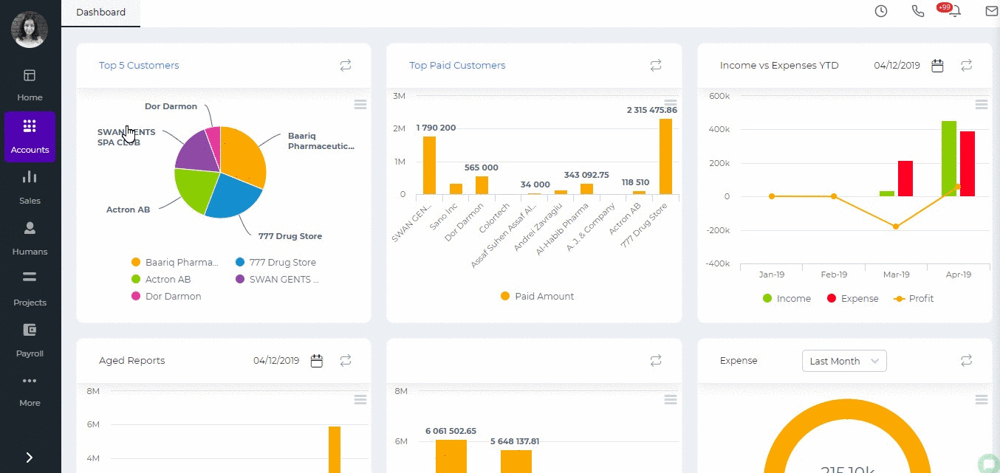 Dashboard
+99
Home
Accounts
Sales
Humans
Projects
Payroll
More
Top 5 Customers
Dor Darmon
SWAN GENTS
SPA CLUB
Baariq
Pharmaceutic...
Actron AB
777 Drug Store
Baariq Pharma...
777 Drug Store
Actron AB
SWAN GENTS ...
Dor Darmon
Top Paid Customers
3M
2M
1M
0
1 790 200
565 000
34 000
343 092.75
118 510
2 315 475.86
SWAN GEN...
Sano Inc
Dor Darmon
Colortech
Assaf Suhen Assaf Al...
Andrei Zavragiu
Al-Habib Pharma
A. J. & Company
Actron AB
777 Drug Store
Paid Amount
Income vs Expenses YTD
04/12/2019
600k
400k
200k
0
-200k
-400k
Jan-19
Feb-19
Mar-19
Apr-19
Income
Expense
Profit
Aged Reports
04/12/2019
8M
6M
4M
8M
6M
6 061 502.65
5 648 137.81
Expense
Last Month
215.10k